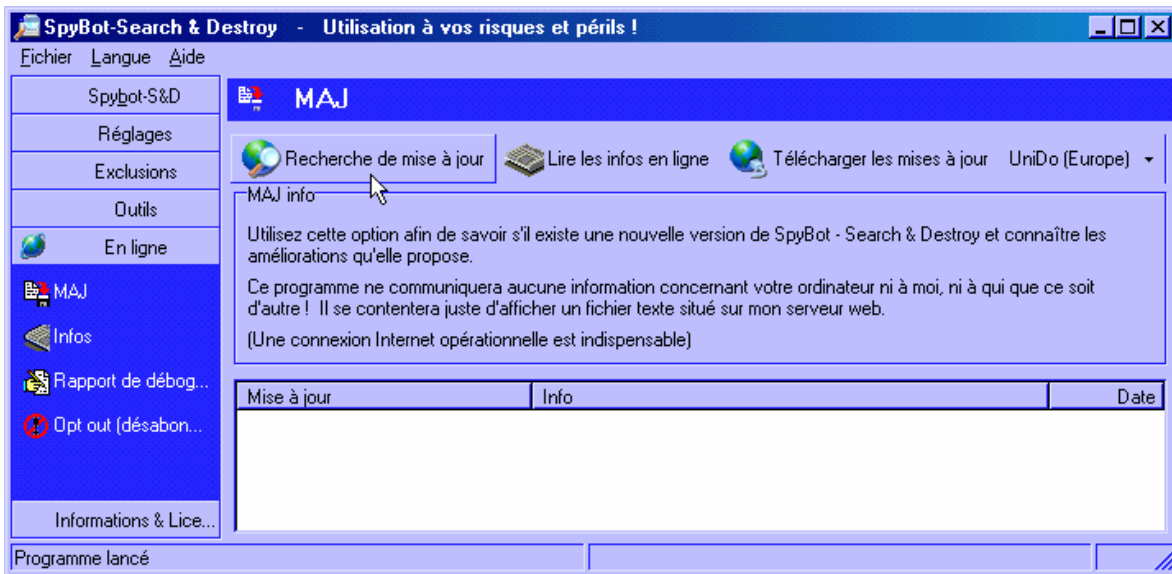 SpyBot-Search & Destroy - Utilisation à vos risques et périls !
Fichier Langue Aide
Spybot-S&D
Réglages
Exclusions
Outils
En ligne
MAJ
Infos
Rapport de débog...
Opt out (désabon...
Informations & Lice...
MAJ
Recherche de mise à jour Lire les infos en ligne Télécharger les mises à jour UniDo (Europe)
MAJ info
Utilisez cette option afin de savoir s'il existe une nouvelle version de SpyBot - Search & Destroy et connaître les
améliorations qu'elle propose.
Ce programme ne communiquera aucune information concernant votre ordinateur ni à moi, ni à qui que ce soit
d'autre ! Il se contentera juste d'afficher un fichier texte situé sur mon serveur web.
(Une connexion Internet opérationnelle est indispensable)
Mise à jour Info Date
Programme lancé